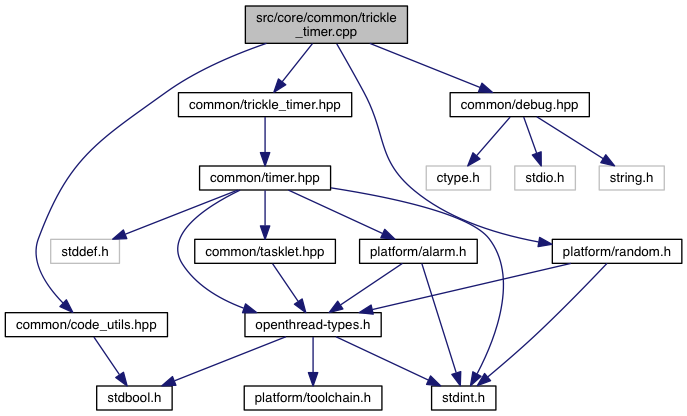 src/core/common/trickle
_timer.cpp
common/trickle_timer.hpp
common/debug.hpp
common/timer.hpp
ctype.h
stdio.h
string.h
stddef.h
common/tasklet.hpp
platform/alarm.h
platform/random.h
common/code_utils.hpp
openthread-types.h
stdbool.h
platform/toolchain.h
stdint.h